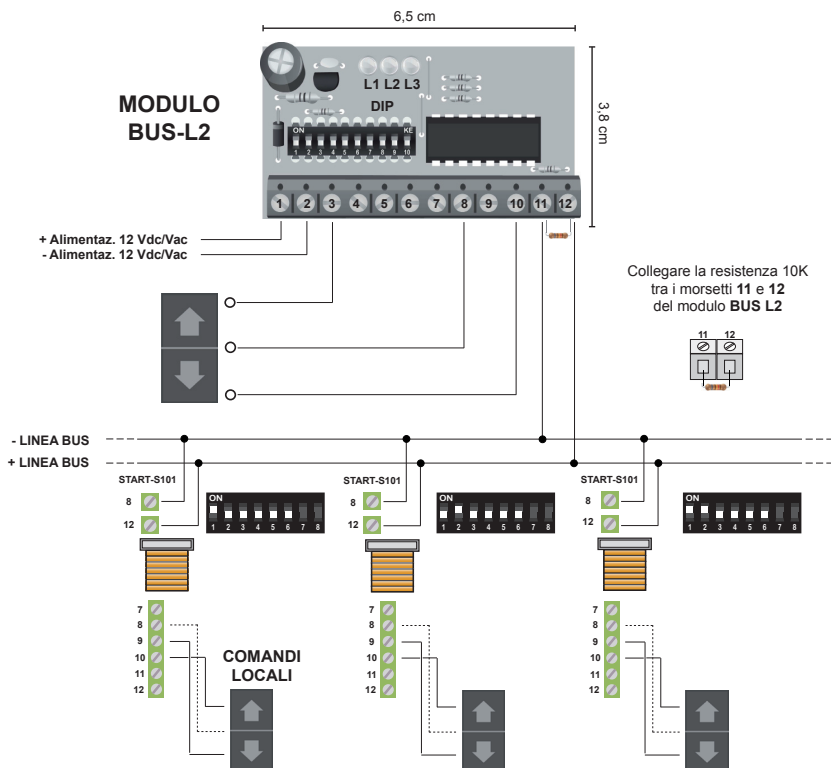 6,5 cm
3,8 cm
MODULO
BUS-L2
L1 L2 L3
DIP
ON KE
1 2 3 4 5 6 7 8 9 10
1 2 3 4 5 6 7 8 9 10 11 12
+ Alimentaz. 12 Vdc/Vac
- Alimentaz. 12 Vdc/Vac
Collegare la resistenza 10K
tra i morsetti 11 e 12
del modulo BUS L2
11 12
- LINEA BUS
+ LINEA BUS
START-S101
8
12
ON
1 2 3 4 5 6 7 8
START-S101
8
12
ON
1 2 3 4 5 6 7 8
START-S101
8
12
ON
1 2 3 4 5 6 7 8
7
8
9
10
11
12
COMANDI
LOCALI
7
8
9
10
11
12
7
8
9
10
11
12